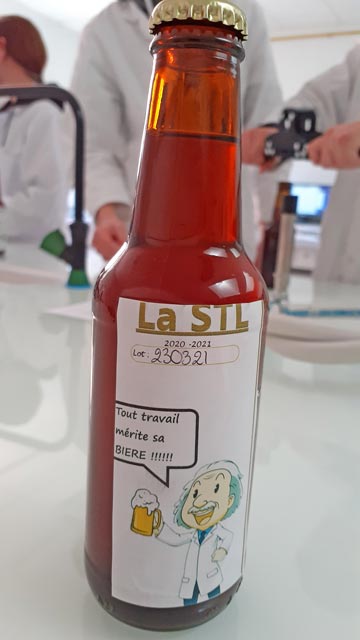 La STL
2020 -2021
Lot : 230321
Tout travail
mérite sa
BIERE !!!!!!